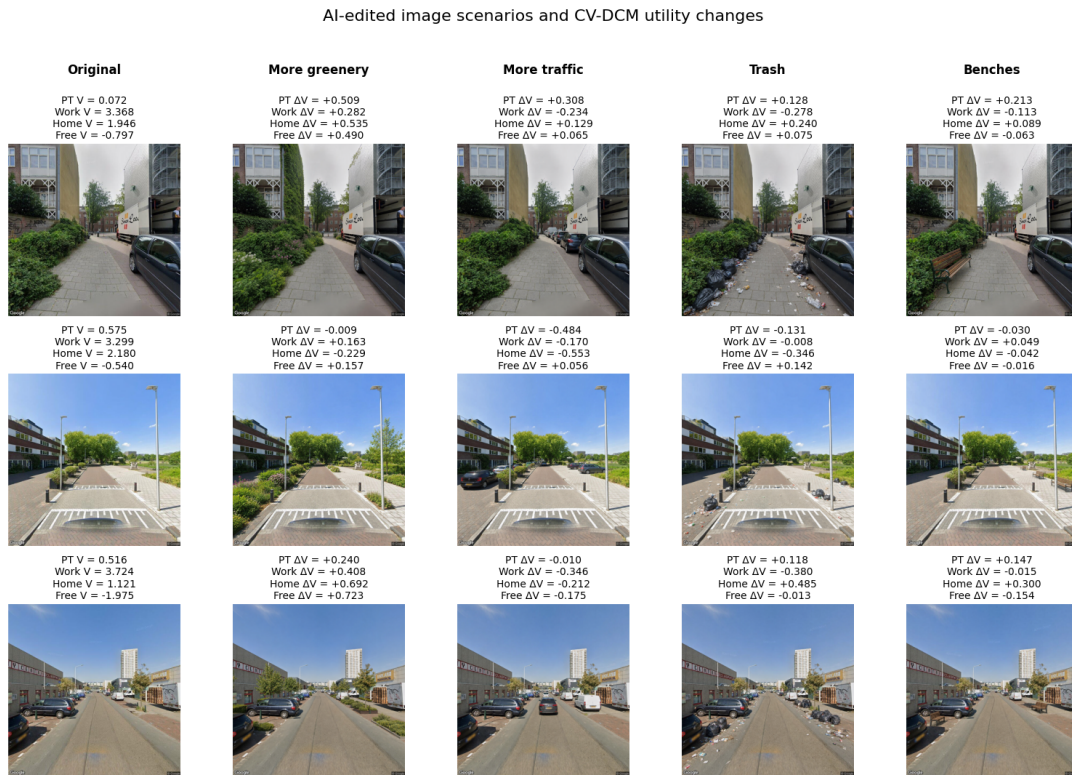 AI-edited image scenarios and CV-DCM utility changes
Original
More greenery
More traffic
Trash
Benches
PT V = 0.072
Work V = 3.368
Home V = 1.946
Free V = -0.797
PT ΔV = +0.509
Work ΔV = +0.282
Home ΔV = +0.535
Free ΔV = +0.490
PT ΔV = +0.308
Work ΔV = -0.234
Home ΔV = +0.129
Free ΔV = +0.065
PT ΔV = +0.128
Work ΔV = -0.278
Home ΔV = +0.240
Free ΔV = +0.075
PT ΔV = +0.213
Work ΔV = -0.113
Home ΔV = +0.089
Free ΔV = -0.063
Google
PT V = 0.575
Work V = 3.299
Home V = 2.180
Free V = -0.540
PT ΔV = -0.009
Work ΔV = +0.163
Home ΔV = -0.229
Free ΔV = +0.157
PT ΔV = -0.484
Work ΔV = -0.170
Home ΔV = -0.553
Free ΔV = +0.056
PT ΔV = -0.131
Work ΔV = -0.008
Home ΔV = -0.346
Free ΔV = +0.142
PT ΔV = -0.030
Work ΔV = +0.049
Home ΔV = -0.042
Free ΔV = -0.016
PT V = 0.516
Work V = 3.724
Home V = 1.121
Free V = -1.975
PT ΔV = +0.240
Work ΔV = +0.408
Home ΔV = +0.692
Free ΔV = +0.723
PT ΔV = -0.010
Work ΔV = -0.346
Home ΔV = -0.212
Free ΔV = -0.175
PT ΔV = +0.118
Work ΔV = -0.380
Home ΔV = +0.485
Free ΔV = -0.013
PT ΔV = +0.147
Work ΔV = -0.015
Home ΔV = +0.300
Free ΔV = -0.154